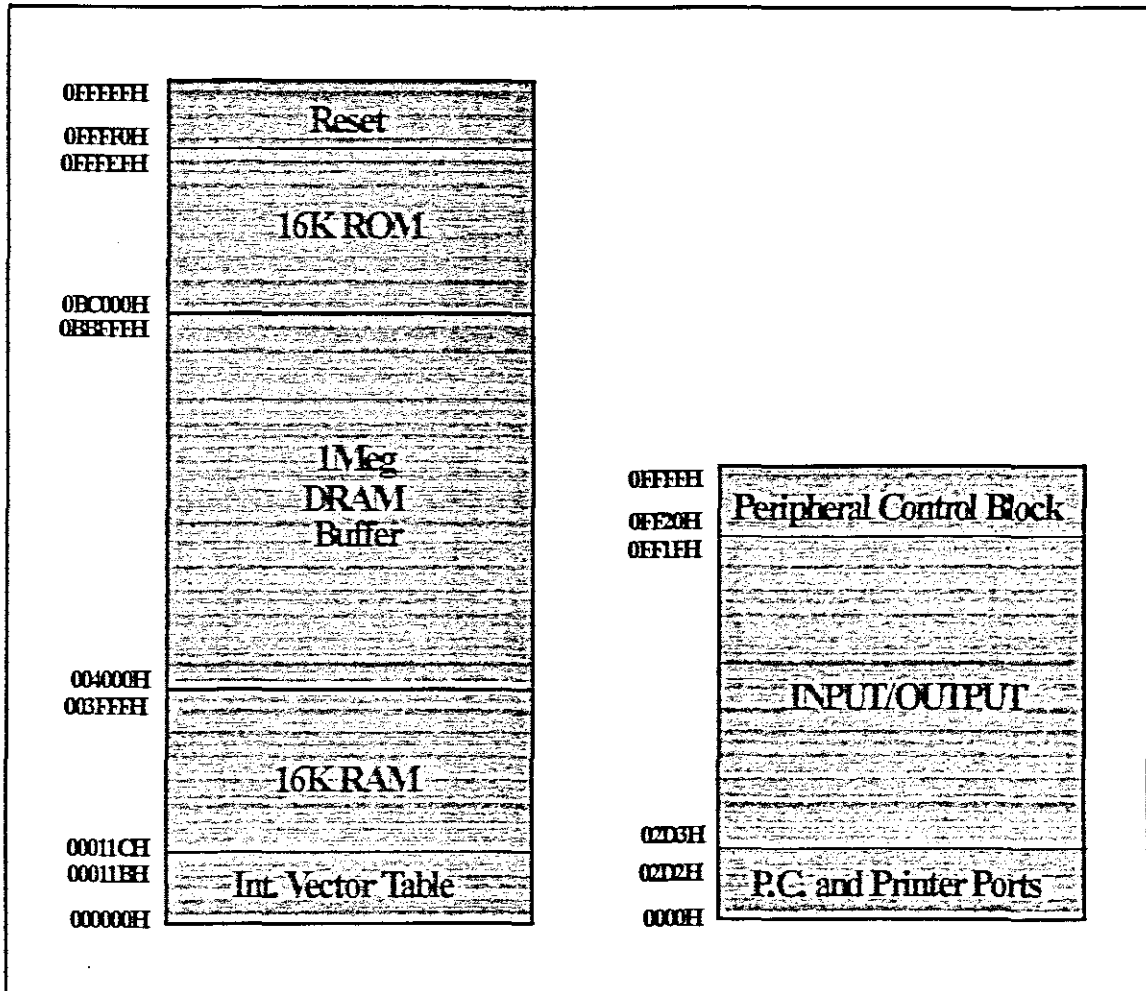 0FFFFFH
Reset
0FFFF0H
0FFFEFH
16K ROM
0BC000H
0BBFFFH
1Meg
DRAM
Buffer
004000H
003FFFH
16K RAM
00011CH
00011BH
Int. Vector Table
000000H
0FFFFH
Peripheral Control Block
0FF20H
0FF1FH
INPUT/OUTPUT
02D3H
02D2H
P.C. and Printer Ports
0000H